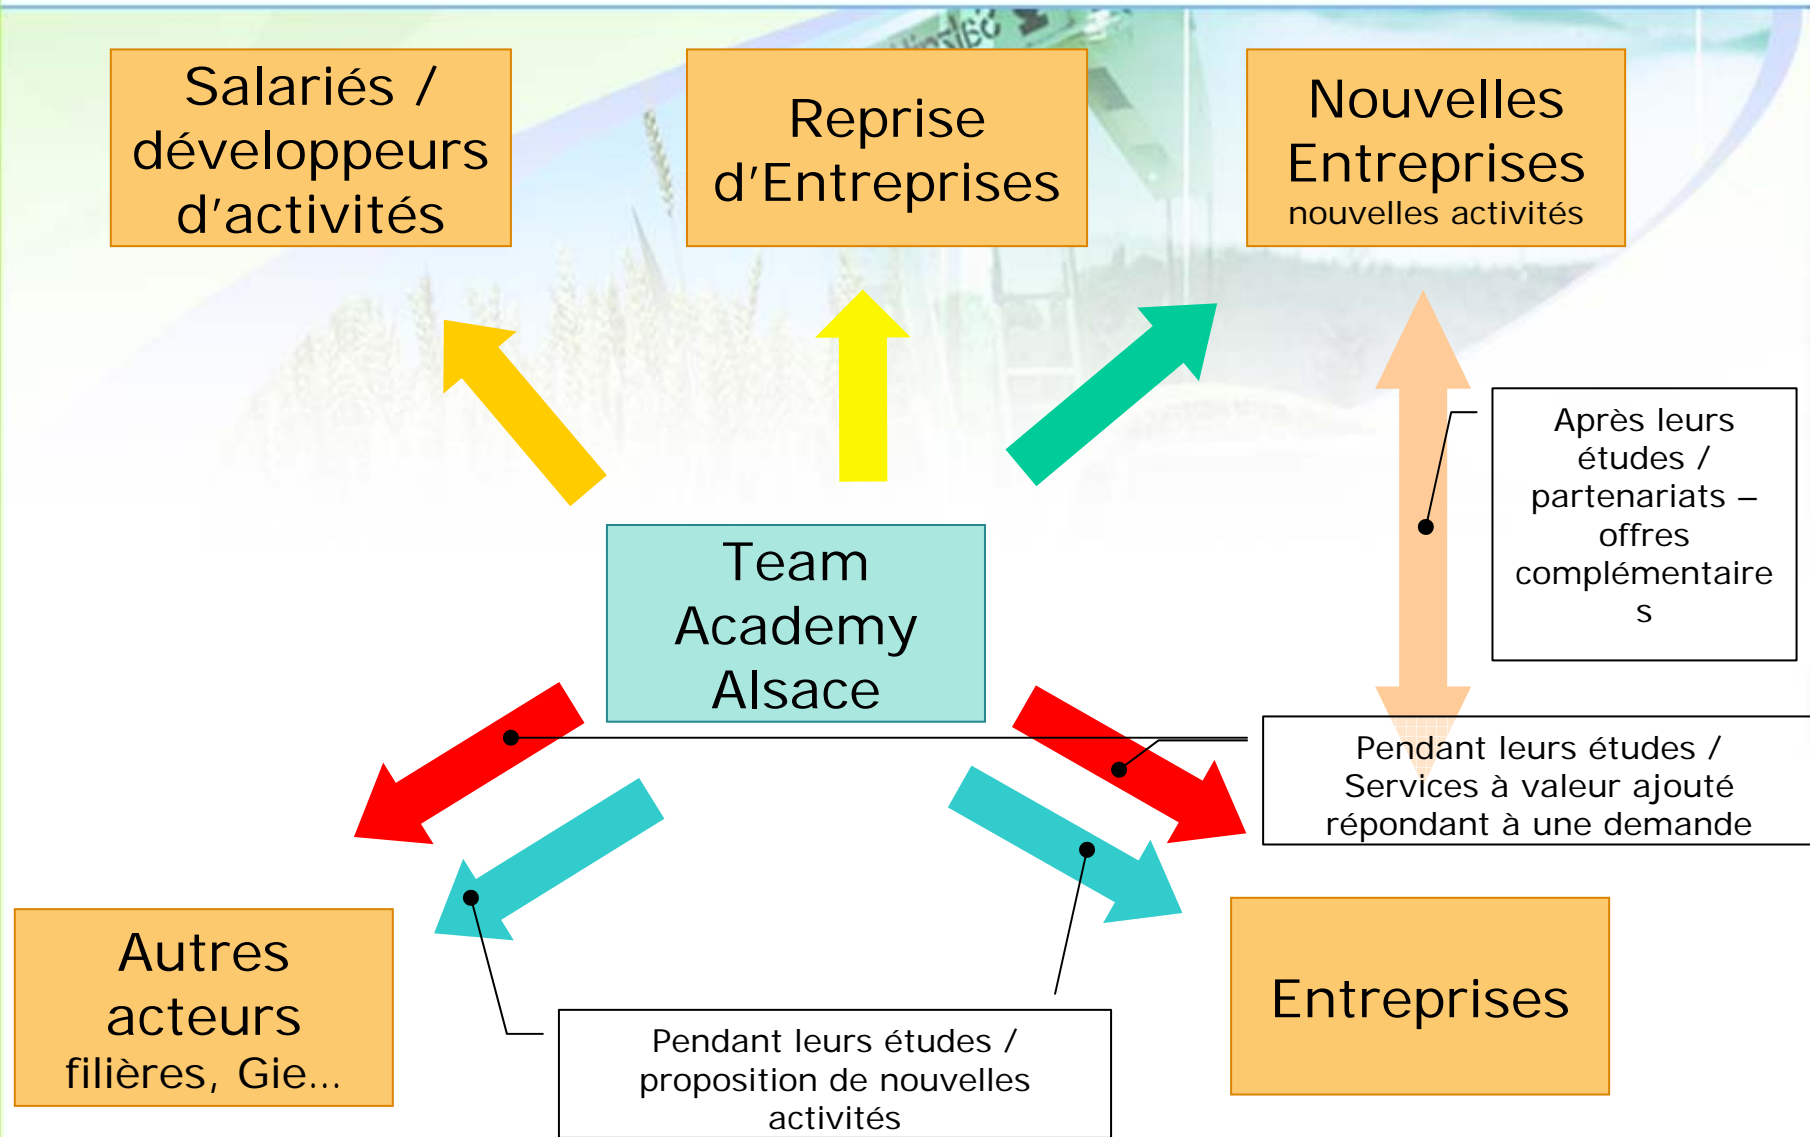 Salariés /
développeurs
d'activités
Reprise
d'Entreprises
Nouvelles
Entreprises
nouvelles activités
Après leurs
études /
partenariats –
offres
complémentaire
s
Team
Academy
Alsace
Pendant leurs études /
Services à valeur ajouté
répondant à une demande
Autres
acteurs
filières, Gie...
Pendant leurs études /
proposition de nouvelles
activités
Entreprises